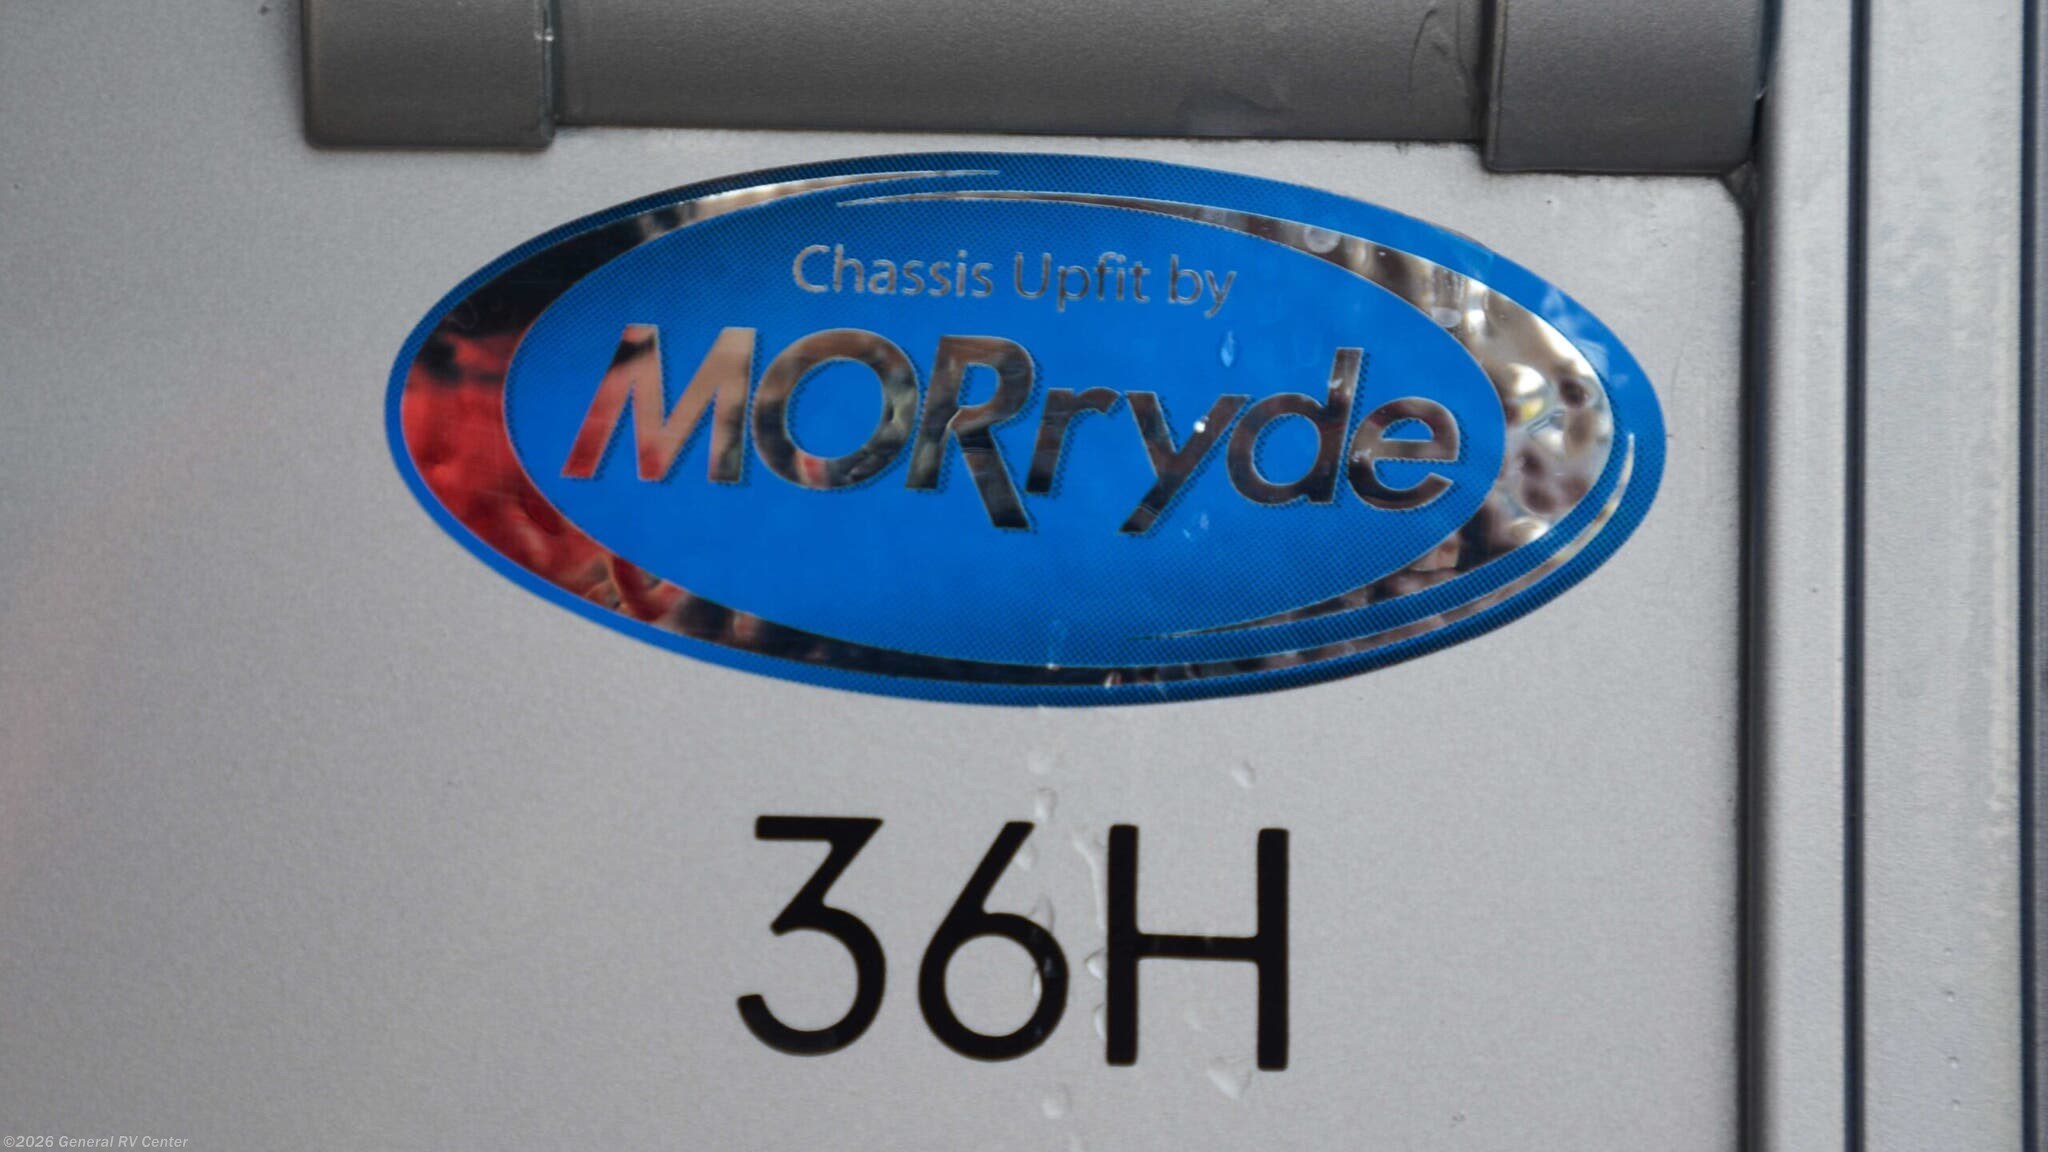 Chassis Upfit by
MORryde
36H
©2026 General RV Center